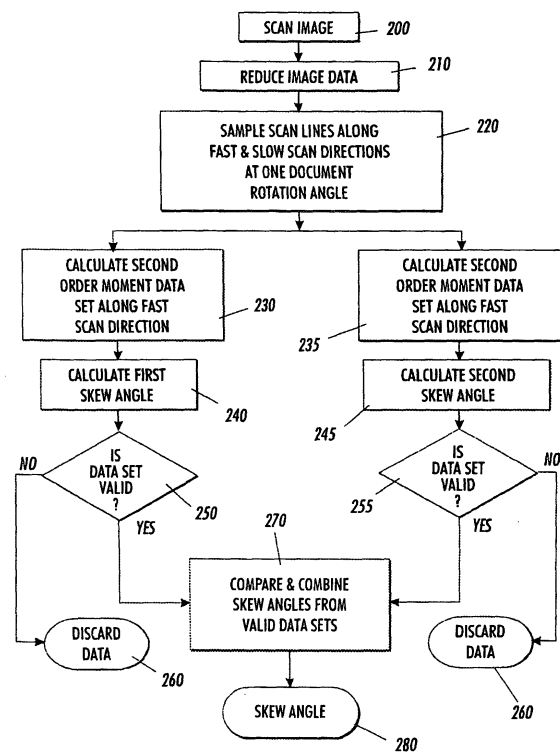 SCAN IMAGE
200
REDUCE IMAGE DATA
210
SAMPLE SCAN LINES ALONG
FAST & SLOW SCAN DIRECTIONS
AT ONE DOCUMENT
ROTATION ANGLE
220
CALCULATE SECOND
ORDER MOMENT DATA
SET ALONG FAST
SCAN DIRECTION
230
CALCULATE SECOND
ORDER MOMENT DATA
SET ALONG FAST
SCAN DIRECTION
235
CALCULATE FIRST
SKEW ANGLE
240
CALCULATE SECOND
SKEW ANGLE
245
NO
IS
DATA SET
VALID
?
250
YES
IS
DATA SET
VALID
?
255
NO
YES
270
COMPARE & COMBINE
SKEW ANGLES FROM
VALID DATA SETS
DISCARD
DATA
260
DISCARD
DATA
260
SKEW ANGLE
280